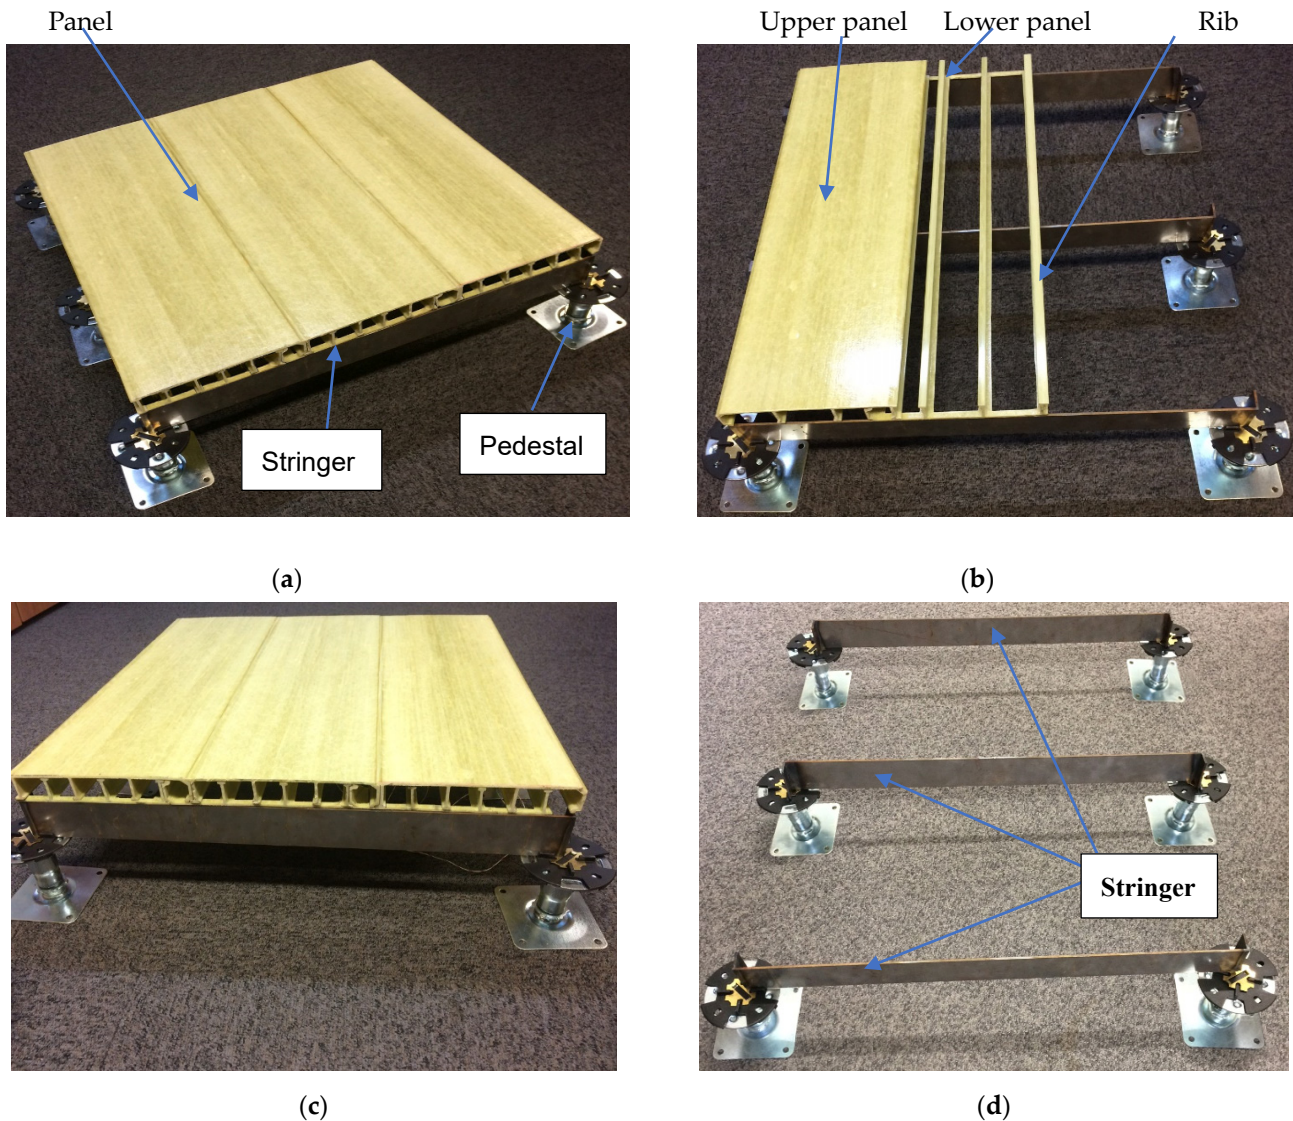 Panel
Upper panel
Lower panel
Rib
Stringer
Pedestal
(a)
(b)
Stringer
(c)
(d)